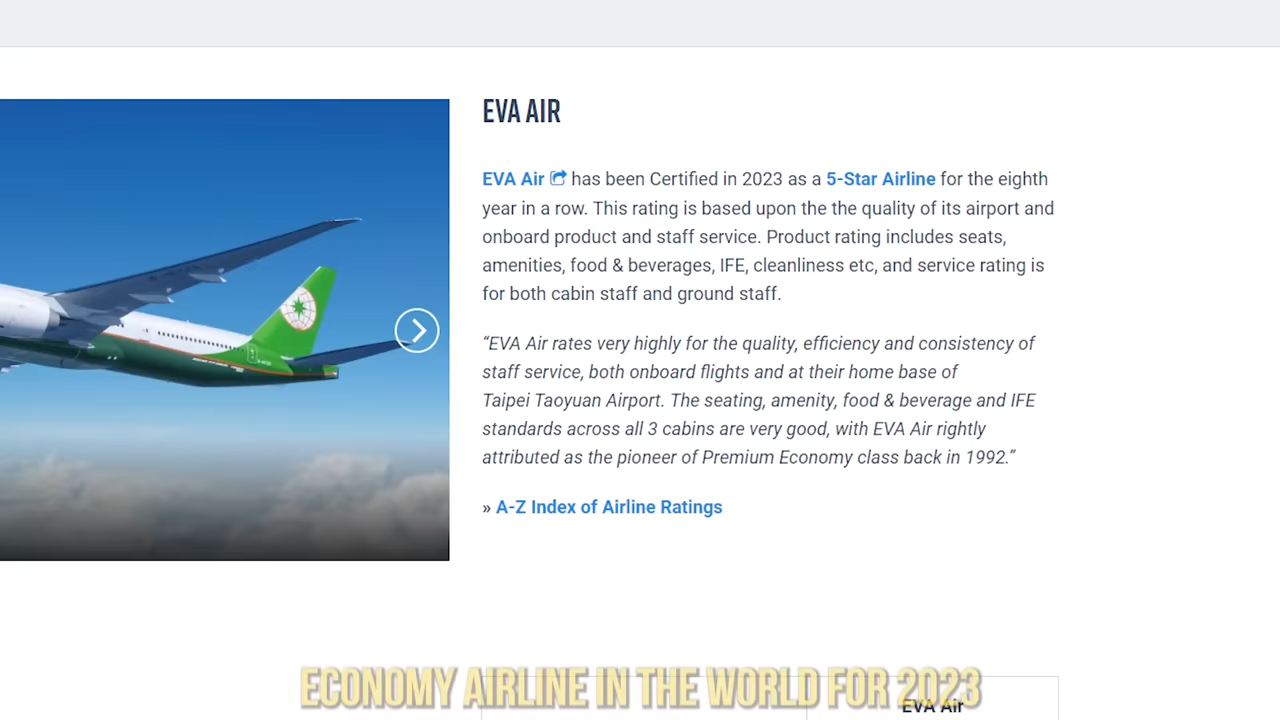 EVA AIR
EVA Air has been Certified in 2023 as a 5-Star Airline for the eighth
year in a row. This rating is based upon the the quality of its airport and
onboard product and staff service. Product rating includes seats,
amenities, food & beverages, IFE, cleanliness etc, and service rating is
for both cabin staff and ground staff.
“EVA Air rates very highly for the quality, efficiency and consistency of
staff service, both onboard flights and at their home base of
Taipei Taoyuan Airport. The seating, amenity, food & beverage and IFE
standards across all 3 cabins are very good, with EVA Air rightly
attributed as the pioneer of Premium Economy class back in 1992.”
» A-Z Index of Airline Ratings
ECONOMY AIRLINE IN THE WORLD FOR 2023
EVA Air